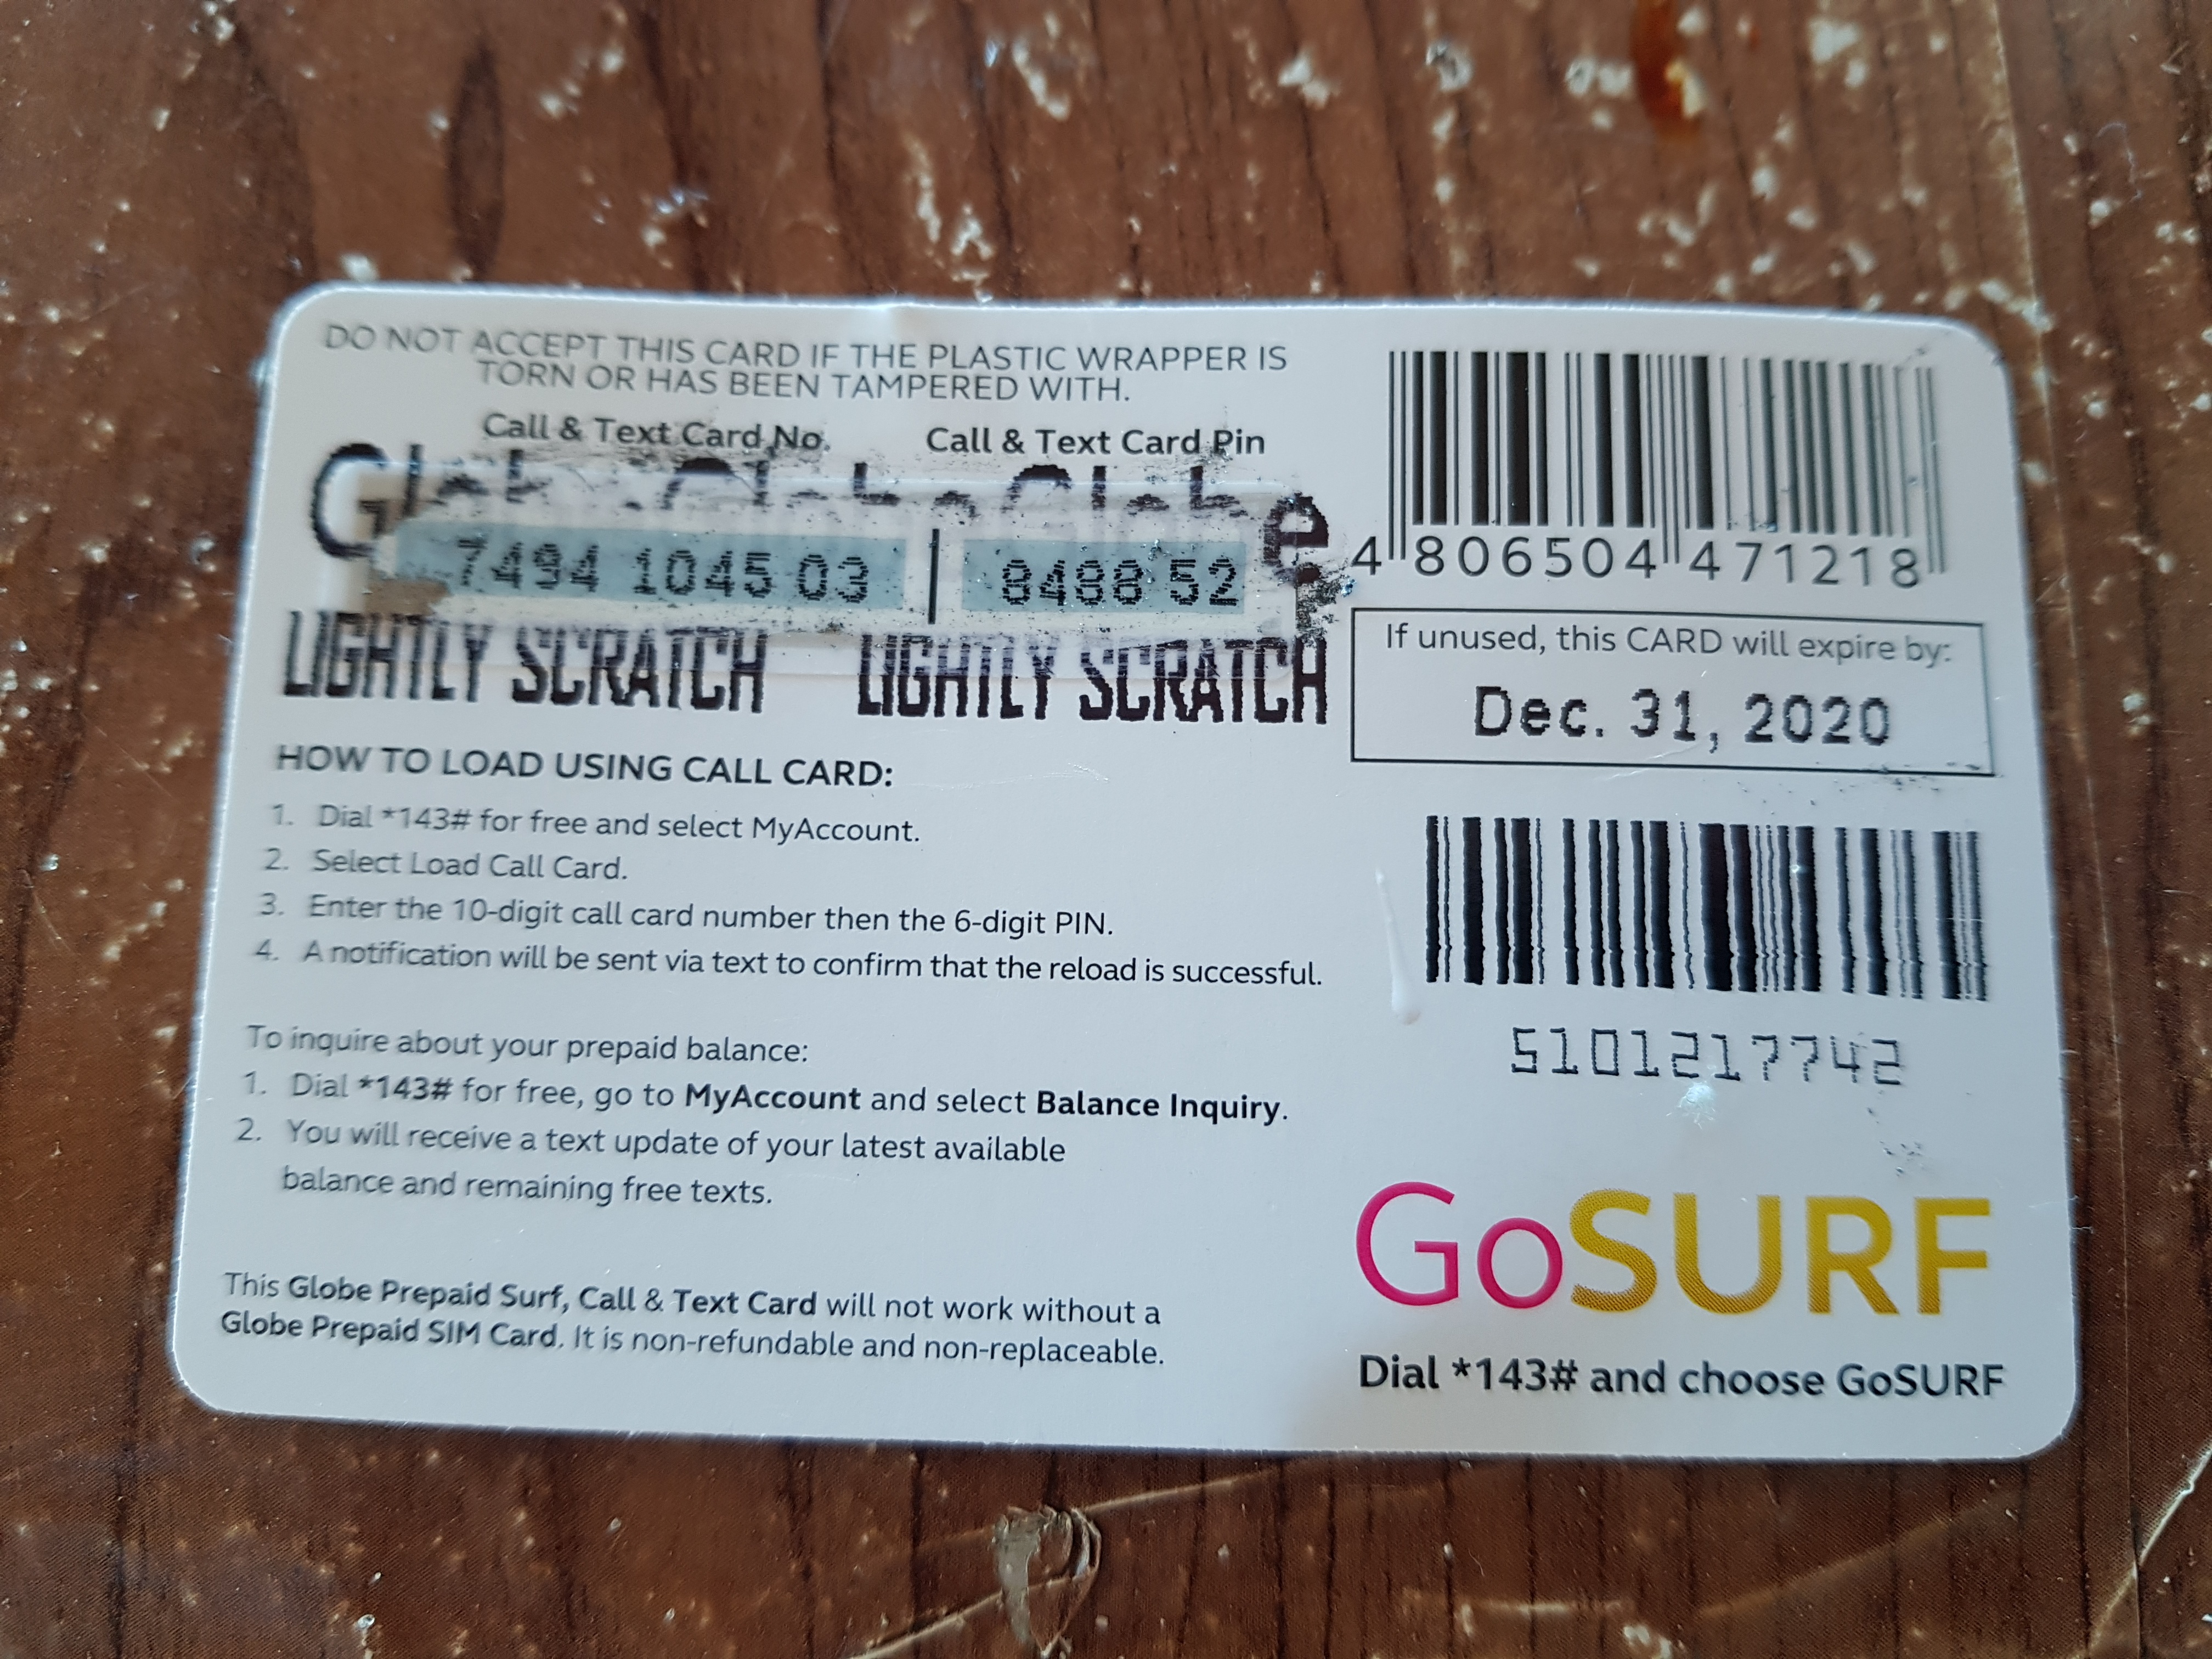 DO NOT ACCEPT THIS CARD IF THE PLASTIC WRAPPER IS
TORN OR HAS BEEN TAMPERED WITH.
Call & Text Card No.
Call & Text Card Pin
Globe Globe Globe
7494 1045 03
8488 52
LIGHTLY SCRATCH
LIGHTLY SCRATCH
HOW TO LOAD USING CALL CARD:
1. Dial *143# for free and select MyAccount.
2. Select Load Call Card.
3. Enter the 10-digit call card number then the 6-digit PIN.
4. A notification will be sent via text to confirm that the reload is successful.
To inquire about your prepaid balance:
1. Dial *143# for free, go to MyAccount and select Balance Inquiry.
2. You will receive a text update of your latest available
balance and remaining free texts.
This Globe Prepaid Surf, Call & Text Card will not work without a
Globe Prepaid SIM Card. It is non-refundable and non-replaceable.
4 806504 471218
If unused, this CARD will expire by:
Dec. 31, 2020
5101217742
GoSURF
Dial *143# and choose GoSURF